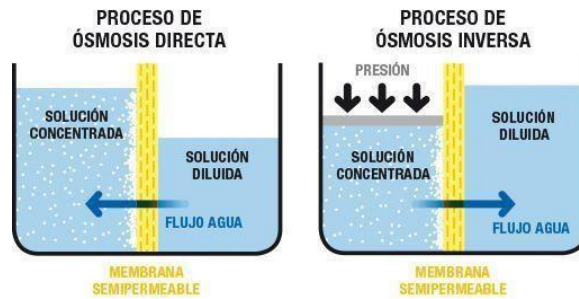 PROCESO DE
ÓSMOSIS DIRECTA
SOLUCIÓN
CONCENTRADA
SOLUCIÓN
DILUIDA
FLUJO AGUA
MEMBRANA
SEMIPERMEABLE
PROCESO DE
ÓSMOSIS INVERSA
PRESIÓN
SOLUCIÓN
CONCENTRADA
SOLUCIÓN
DILUIDA
FLUJO AGUA
MEMBRANA
SEMIPERMEABLE